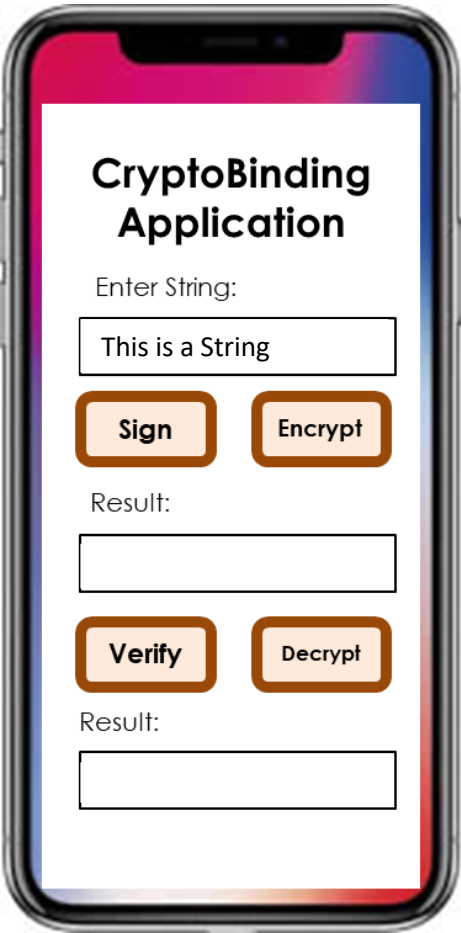 CryptoBinding
Application
Enter String:
This is a String
Sign
Encrypt
Result:
Verify
Decrypt
Result: